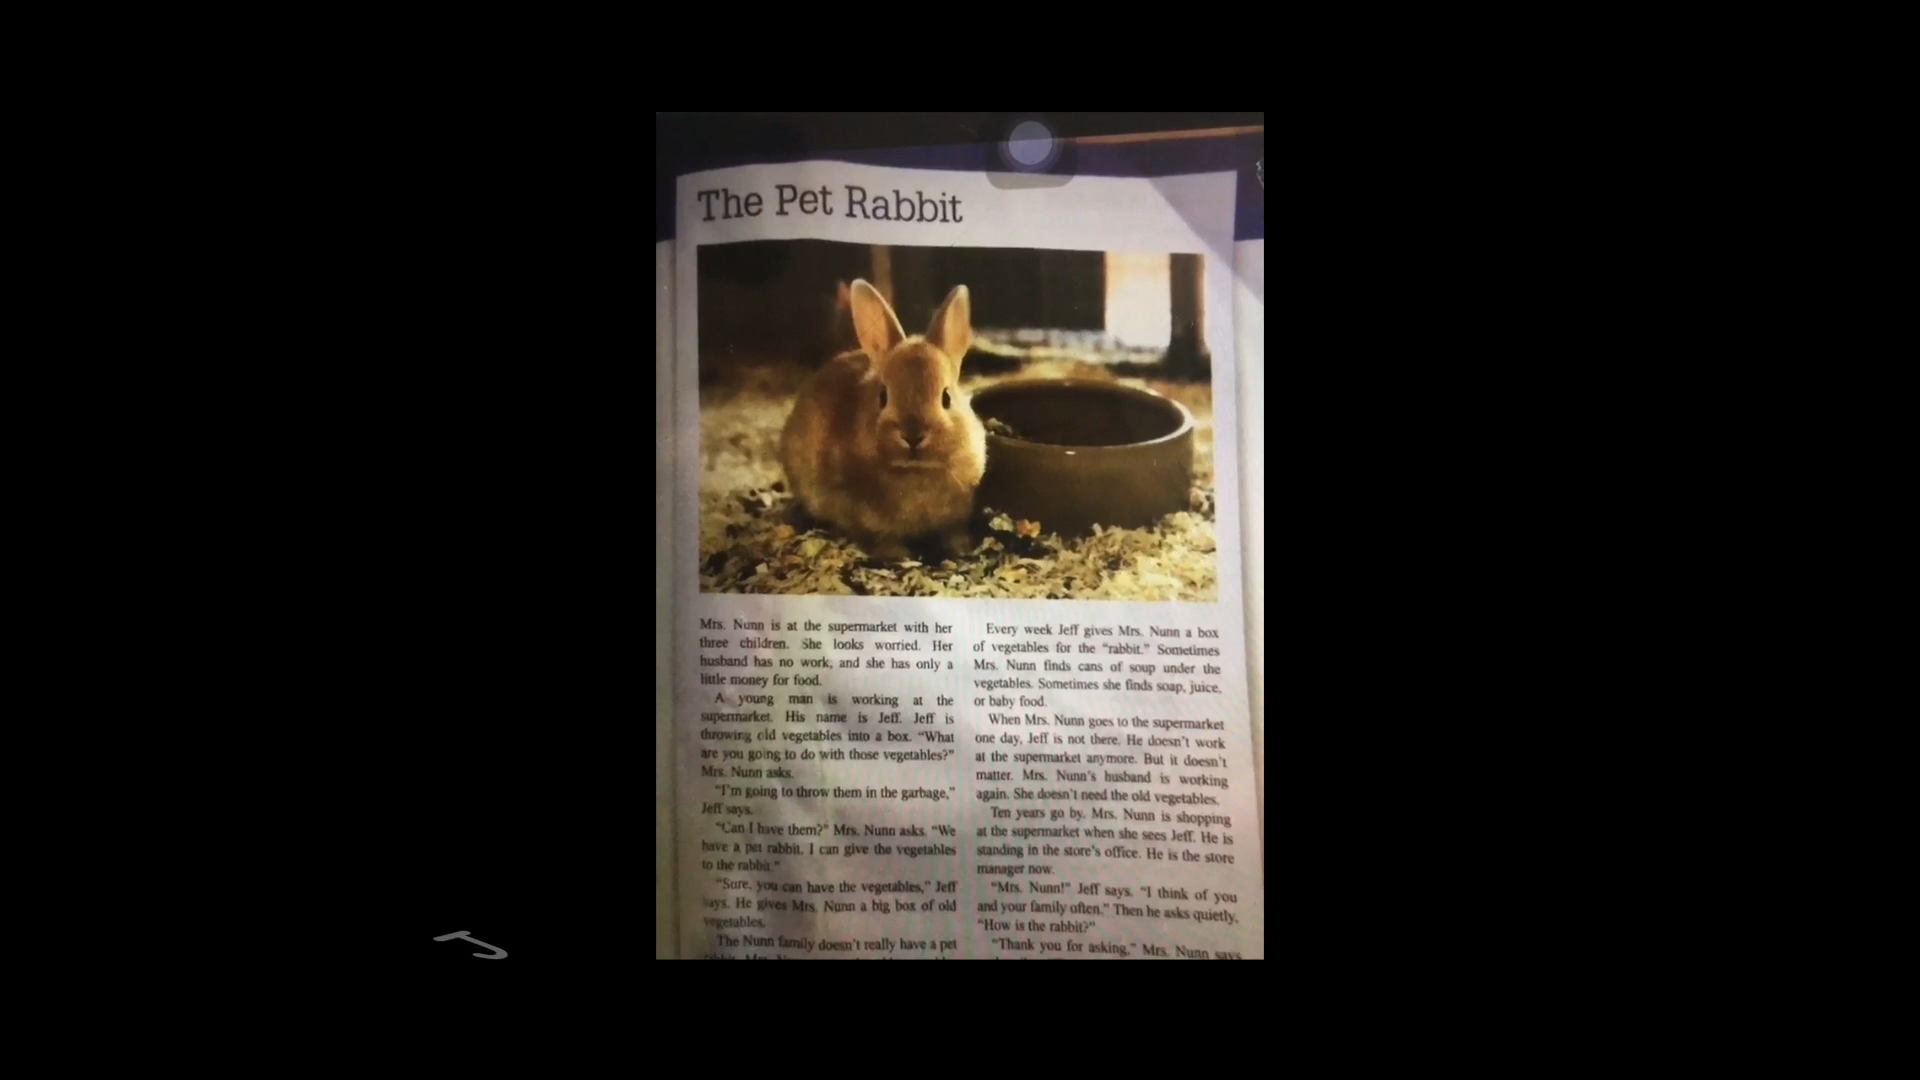 The Pet Rabbit
Mrs. Nunn is at the supermarket with her
three children. She looks worried. Her
husband has no work, and she has only a
little money for food.
A young man is working at the
supermarket. His name is Jeff. Jeff is
throwing old vegetables into a box. “What
are you going to do with those vegetables?”
Mrs. Nunn asks.
“I’m going to throw them in the garbage,”
Jeff says.
“Can I have them?” Mrs. Nunn asks. “We
have a pet rabbit. I can give the vegetables
to the rabbit.”
“Sure, you can have the vegetables,” Jeff
says. He gives Mrs. Nunn a big box of old
vegetables.
The Nunn family doesn’t really have a pet
Every week Jeff gives Mrs. Nunn a box
of vegetables for the “rabbit.” Sometimes
Mrs. Nunn finds cans of soup under the
vegetables. Sometimes she finds soap, juice,
or baby food.
When Mrs. Nunn goes to the supermarket
one day, Jeff is not there. He doesn’t work
at the supermarket anymore. But it doesn’t
matter. Mrs. Nunn’s husband is working
again. She doesn’t need the old vegetables.
Ten years go by. Mrs. Nunn is shopping
at the supermarket when she sees Jeff. He is
standing in the store’s office. He is the store
manager now.
“Mrs. Nunn!” Jeff says. “I think of you
and your family often.” Then he asks quietly,
“How is the rabbit?”
“Thank you for asking,” Mrs. Nunn says